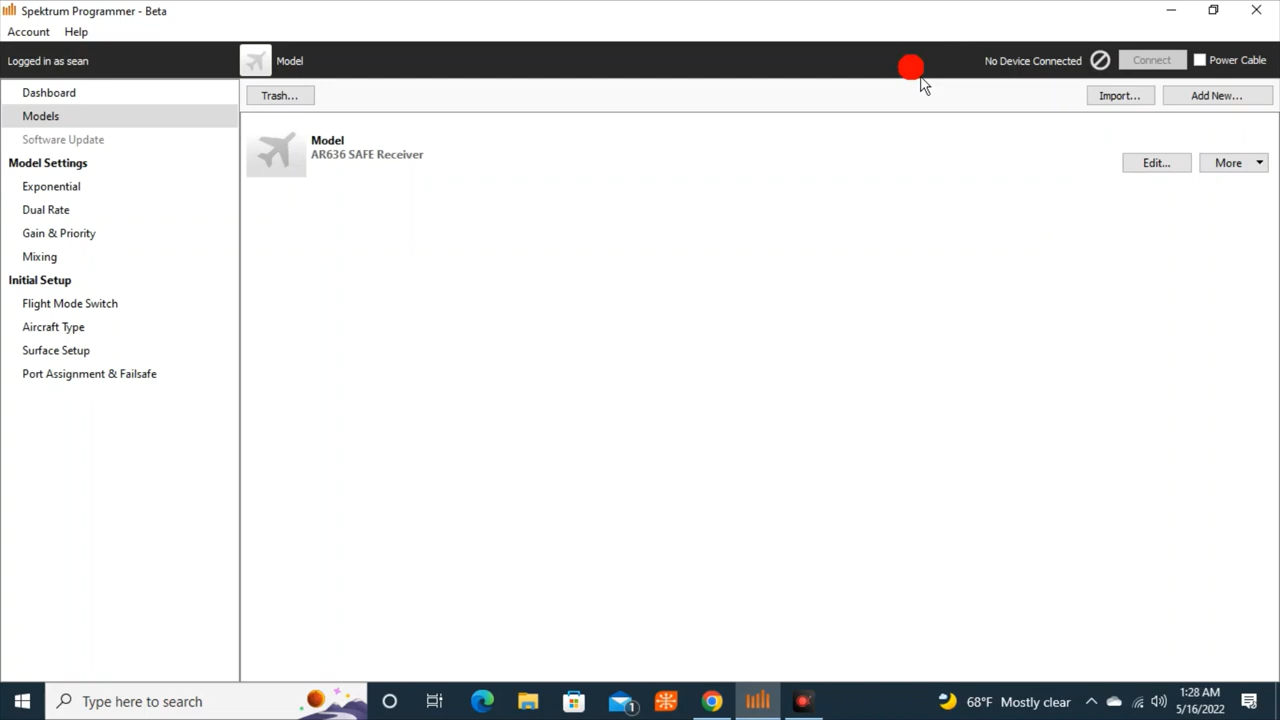 Spektrum Programmer - Beta
Account Help
Logged in as sean
Model
No Device Connected
Connect
Power Cable
Dashboard
Models
Software Update
Model Settings
Exponential
Dual Rate
Gain & Priority
Mixing
Initial Setup
Flight Mode Switch
Aircraft Type
Surface Setup
Port Assignment & Failsafe
Trash...
Import...
Add New...
Model
AR636 SAFE Receiver
Edit...
More
Type here to search
1
68°F Mostly clear
1:28 AM
5/16/2022